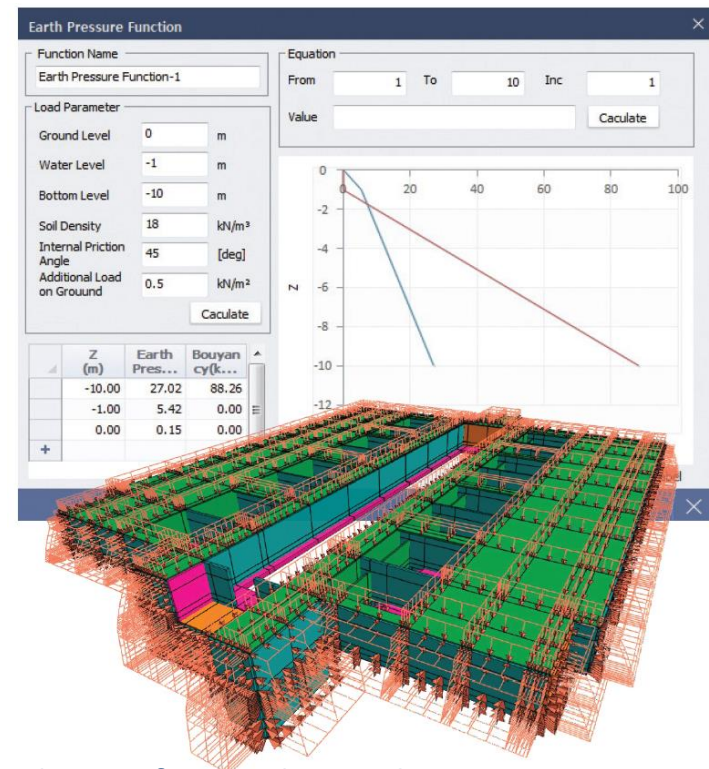 Earth Pressure Function
Function Name
Earth Pressure Function-1
Load Parameter
Ground Level 0 m
Water Level -1 m
Bottom Level -10 m
Soil Density 18 kN/m³
Internal Priction
Angle 45 [deg]
Additional Load
on Grouund 0.5 kN/m²
Caculate
Z
(m)
Earth
Pres...
Bouyan
cy(k...
-10.00 27.02 88.26
-1.00 5.42 0.00
0.00 0.15 0.00
+
Equation
From 1 To 10 Inc 1
Value Caculate
0
20 40 60 80 100
-2
-4
Z
-6
-8
-10
-12